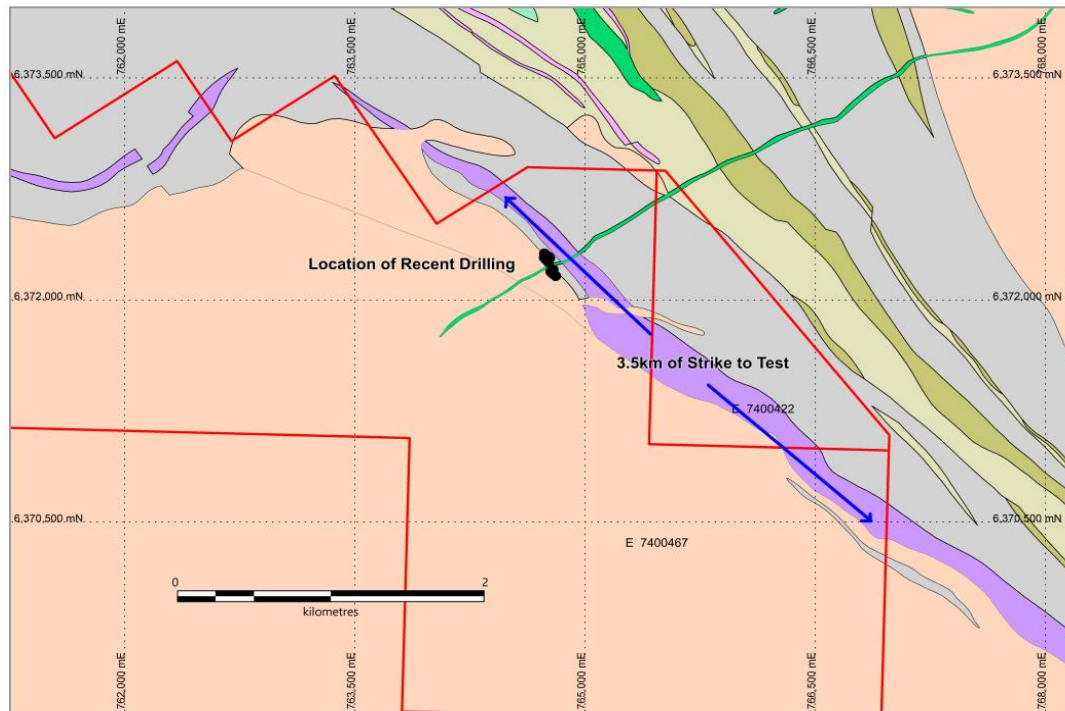 762,000 mE
763,500 mE
765,000 mE
766,500 mE
768,000 mE
6,373,500 mN
6,373,500 mN
Location of Recent Drilling
6,372,000 mN
6,372,000 mN
3.5km of Strike to Test
E 7400422
6,370,500 mN
6,370,500 mN
E 7400467
0
2
kilometres
762,000 mE
763,500 mE
765,000 mE
766,500 mE
768,000 mE